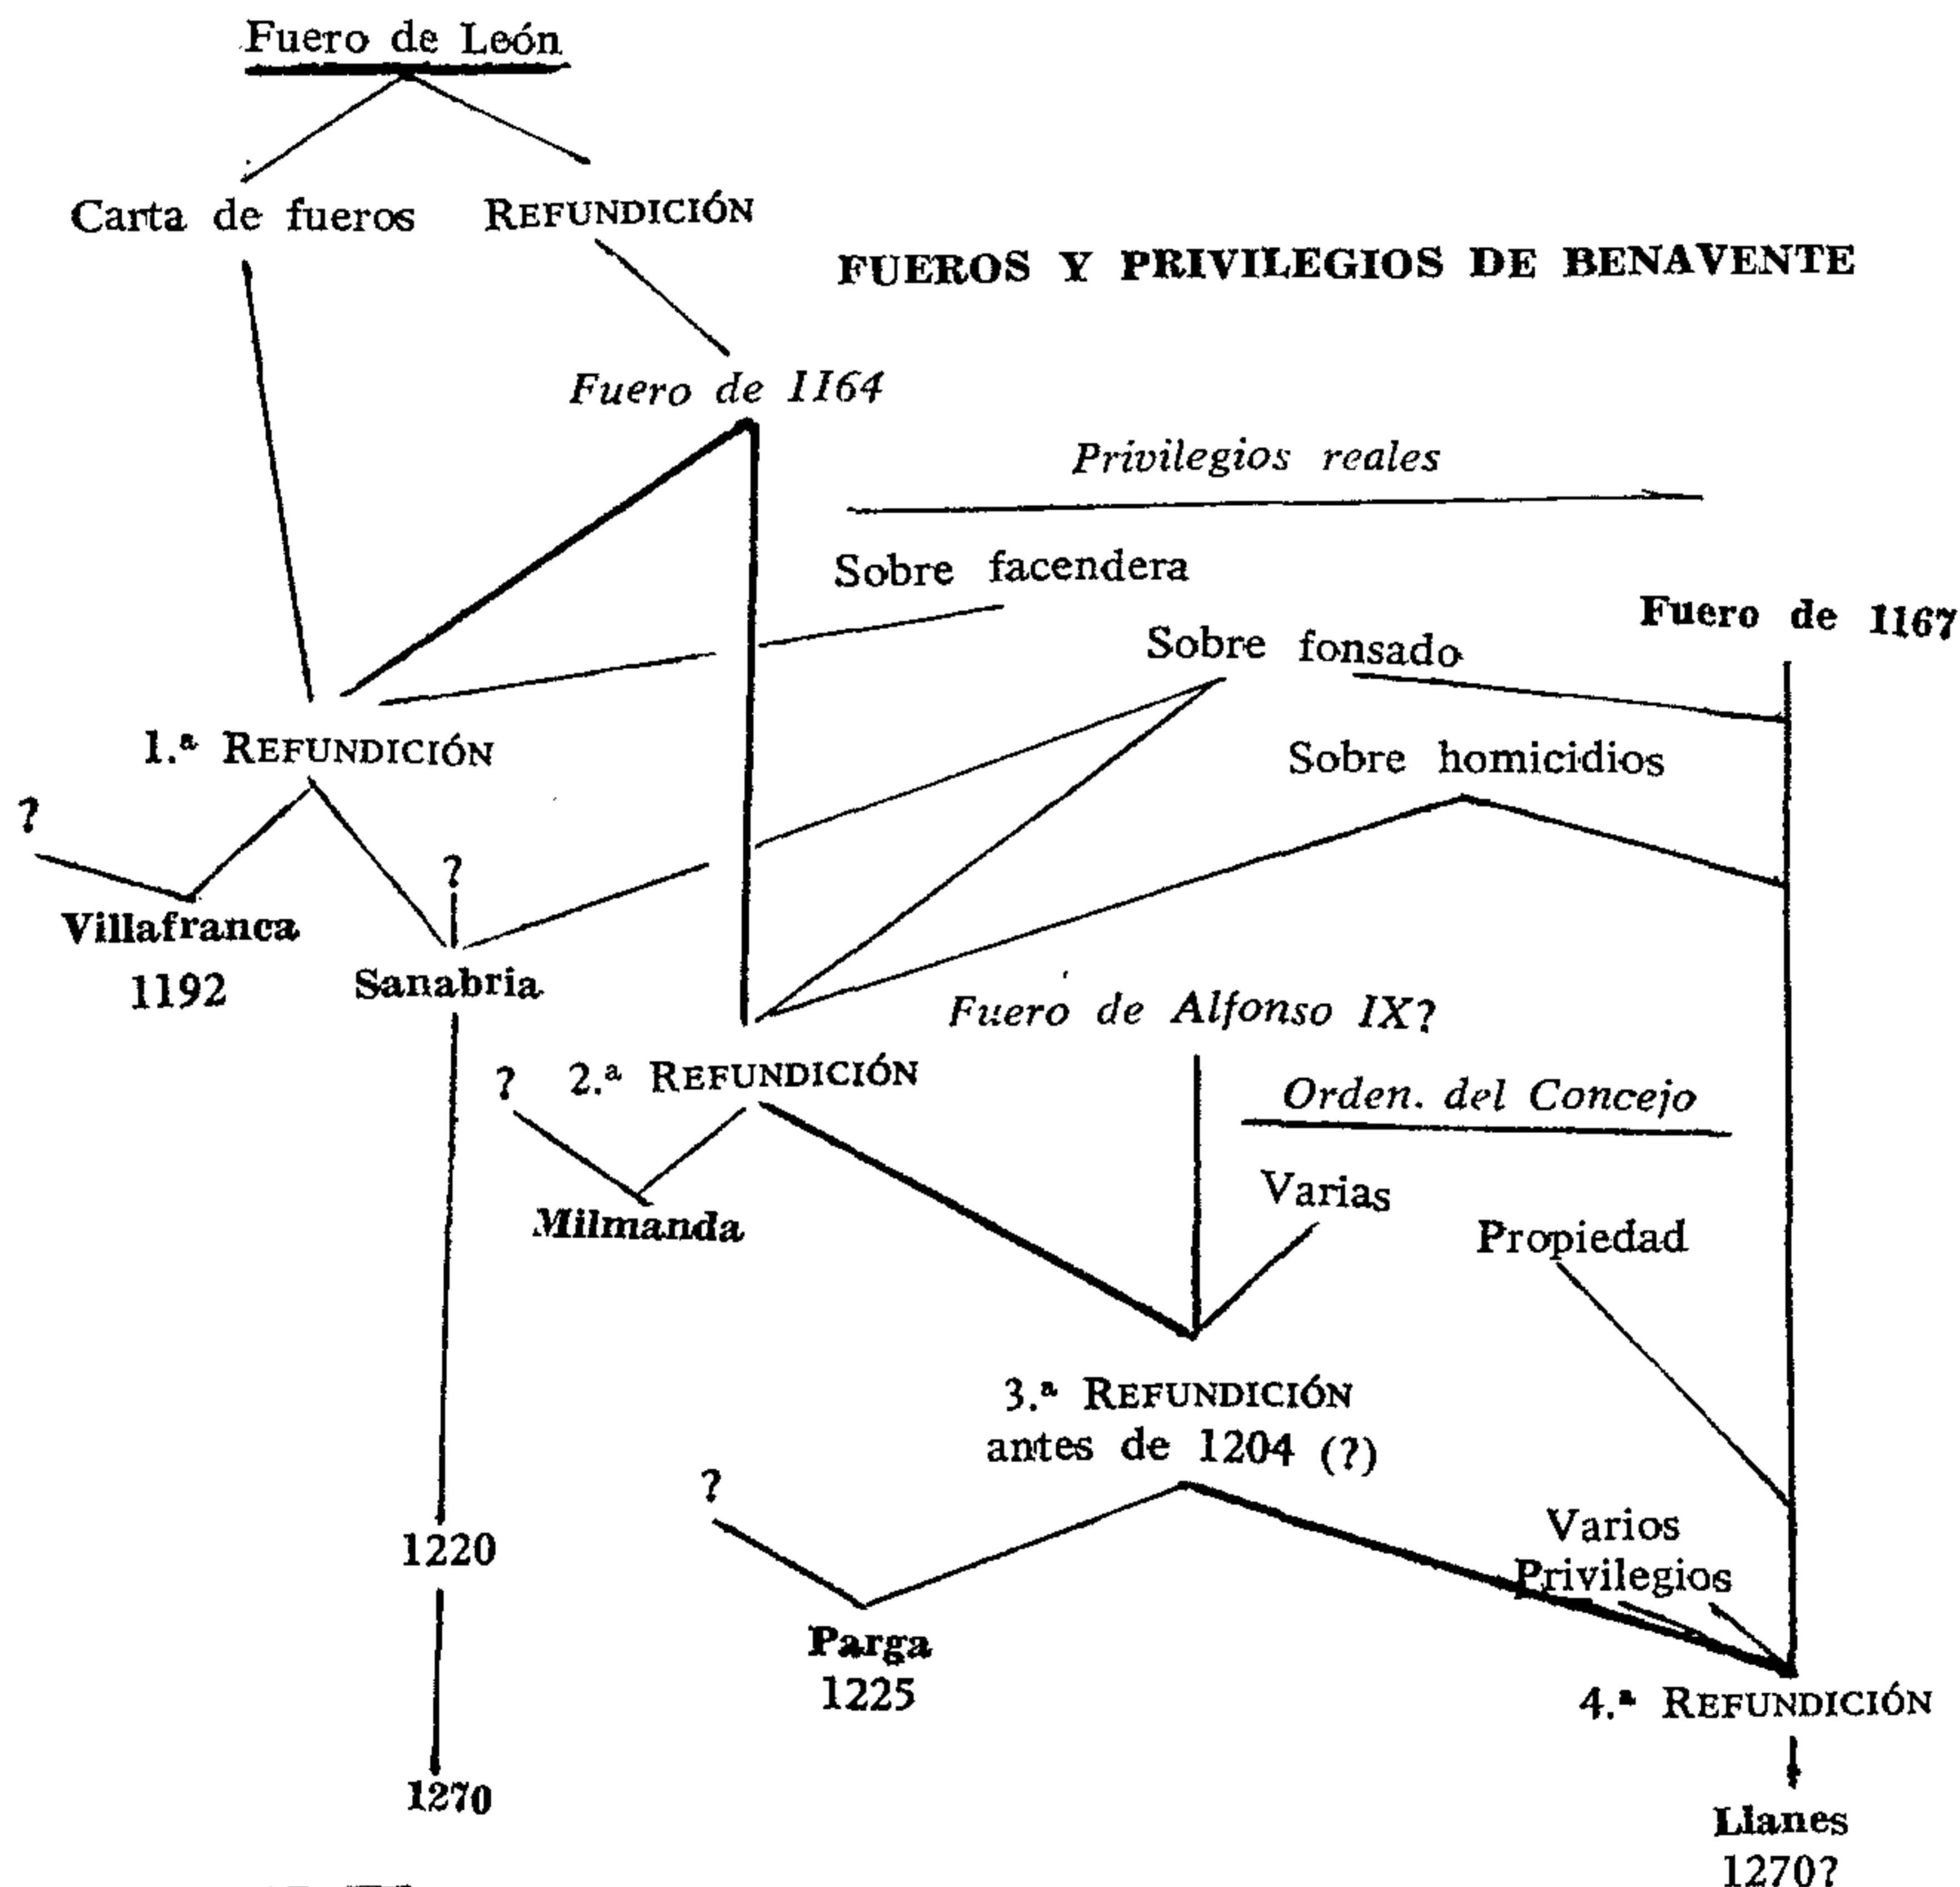 Fuero de León
Carta de fueros
REFUNDICIÓN
FUEROS Y PRIVILEGIOS DE BENAVENTE
Fuero de 1164
Privilegios reales
Sobre facendera
Fuero de 1167
Sobre fonsado
1.ª REFUNDICIÓN
Sobre homicidios
?
?
Villafranca
1192
Sanabria
Fuero de Alfonso IX?
?
2.ª REFUNDICIÓN
Orden. del Concejo
Varias
Milmanda
Propiedad
3.ª REFUNDICIÓN
antes de 1204 (?)
?
1220
Varios
Privilegios
Parga
1225
4.ª REFUNDICIÓN
1270
Llanes
1270?